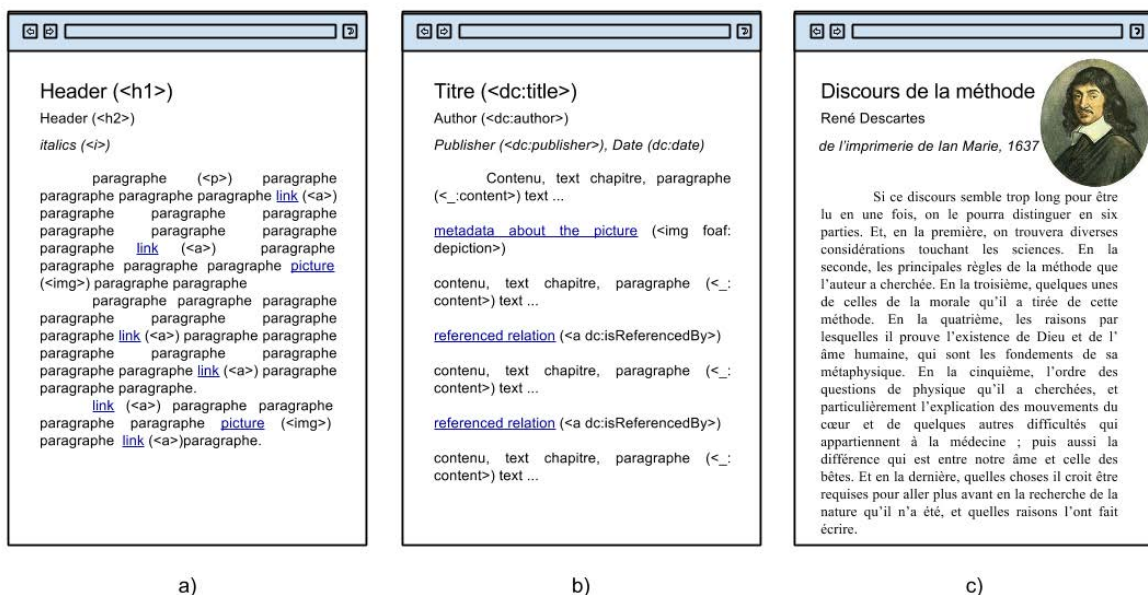 Header (<h1>)
Header (<h2>)
italics (<i>)
paragraphe (<p>) paragraphe
paragraphe paragraphe paragraphe link (<a>)
paragraphe paragraphe paragraphe
paragraphe paragraphe paragraphe
paragraphe link (<a>) paragraphe
paragraphe paragraphe paragraphe picture
(<img>) paragraphe paragraphe
paragraphe paragraphe paragraphe
paragraphe paragraphe paragraphe
paragraphe link (<a>) paragraphe paragraphe
paragraphe paragraphe paragraphe
paragraphe paragraphe link (<a>) paragraphe
paragraphe paragraphe.
link (<a>) paragraphe paragraphe
paragraphe paragraphe picture (<img>)
paragraphe link (<a>)paragraphe.
a)
Titre (<dc:title>)
Author (<dc:author>)
Publisher (<dc:publisher>), Date (dc:date)
Contenu, text chapitre, paragraphe
(<_:content>) text ...
metadata about the picture (<img foaf:
depiction>)
contenu, text chapitre, paragraphe (<_:
content>) text ...
referenced relation (<a dc:isReferencedBy>)
contenu, text chapitre, paragraphe (<_:
content>) text ...
referenced relation (<a dc:isReferencedBy>)
contenu, text chapitre, paragraphe (<_:
content>) text ...
b)
Discours de la méthode
René Descartes
de l'imprimerie de Ian Marie, 1637
Si ce discours semble trop long pour être
lu en une fois, on le pourra distinguer en six
parties. Et, en la première, on trouvera diverses
considérations touchant les sciences. En la
seconde, les principales règles de la méthode que
l'auteur a cherchée. En la troisième, quelques unes
de celles de la morale qu'il a tirée de cette
méthode. En la quatrième, les raisons par
lesquelles il prouve l'existence de Dieu et de l'
âme humaine, qui sont les fondements de sa
métaphysique. En la cinquième, l'ordre des
questions de physique qu'il a cherchées, et
particulièrement l'explication des mouvements du
cœur et de quelques autres difficultés qui
appartiennent à la médecine ; puis aussi la
différence qui est entre notre âme et celle des
bêtes. Et en la dernière, quelles choses il croit être
requises pour aller plus avant en la recherche de la
nature qu'il n'a été, et quelles raisons l'ont fait
écrire.
c)